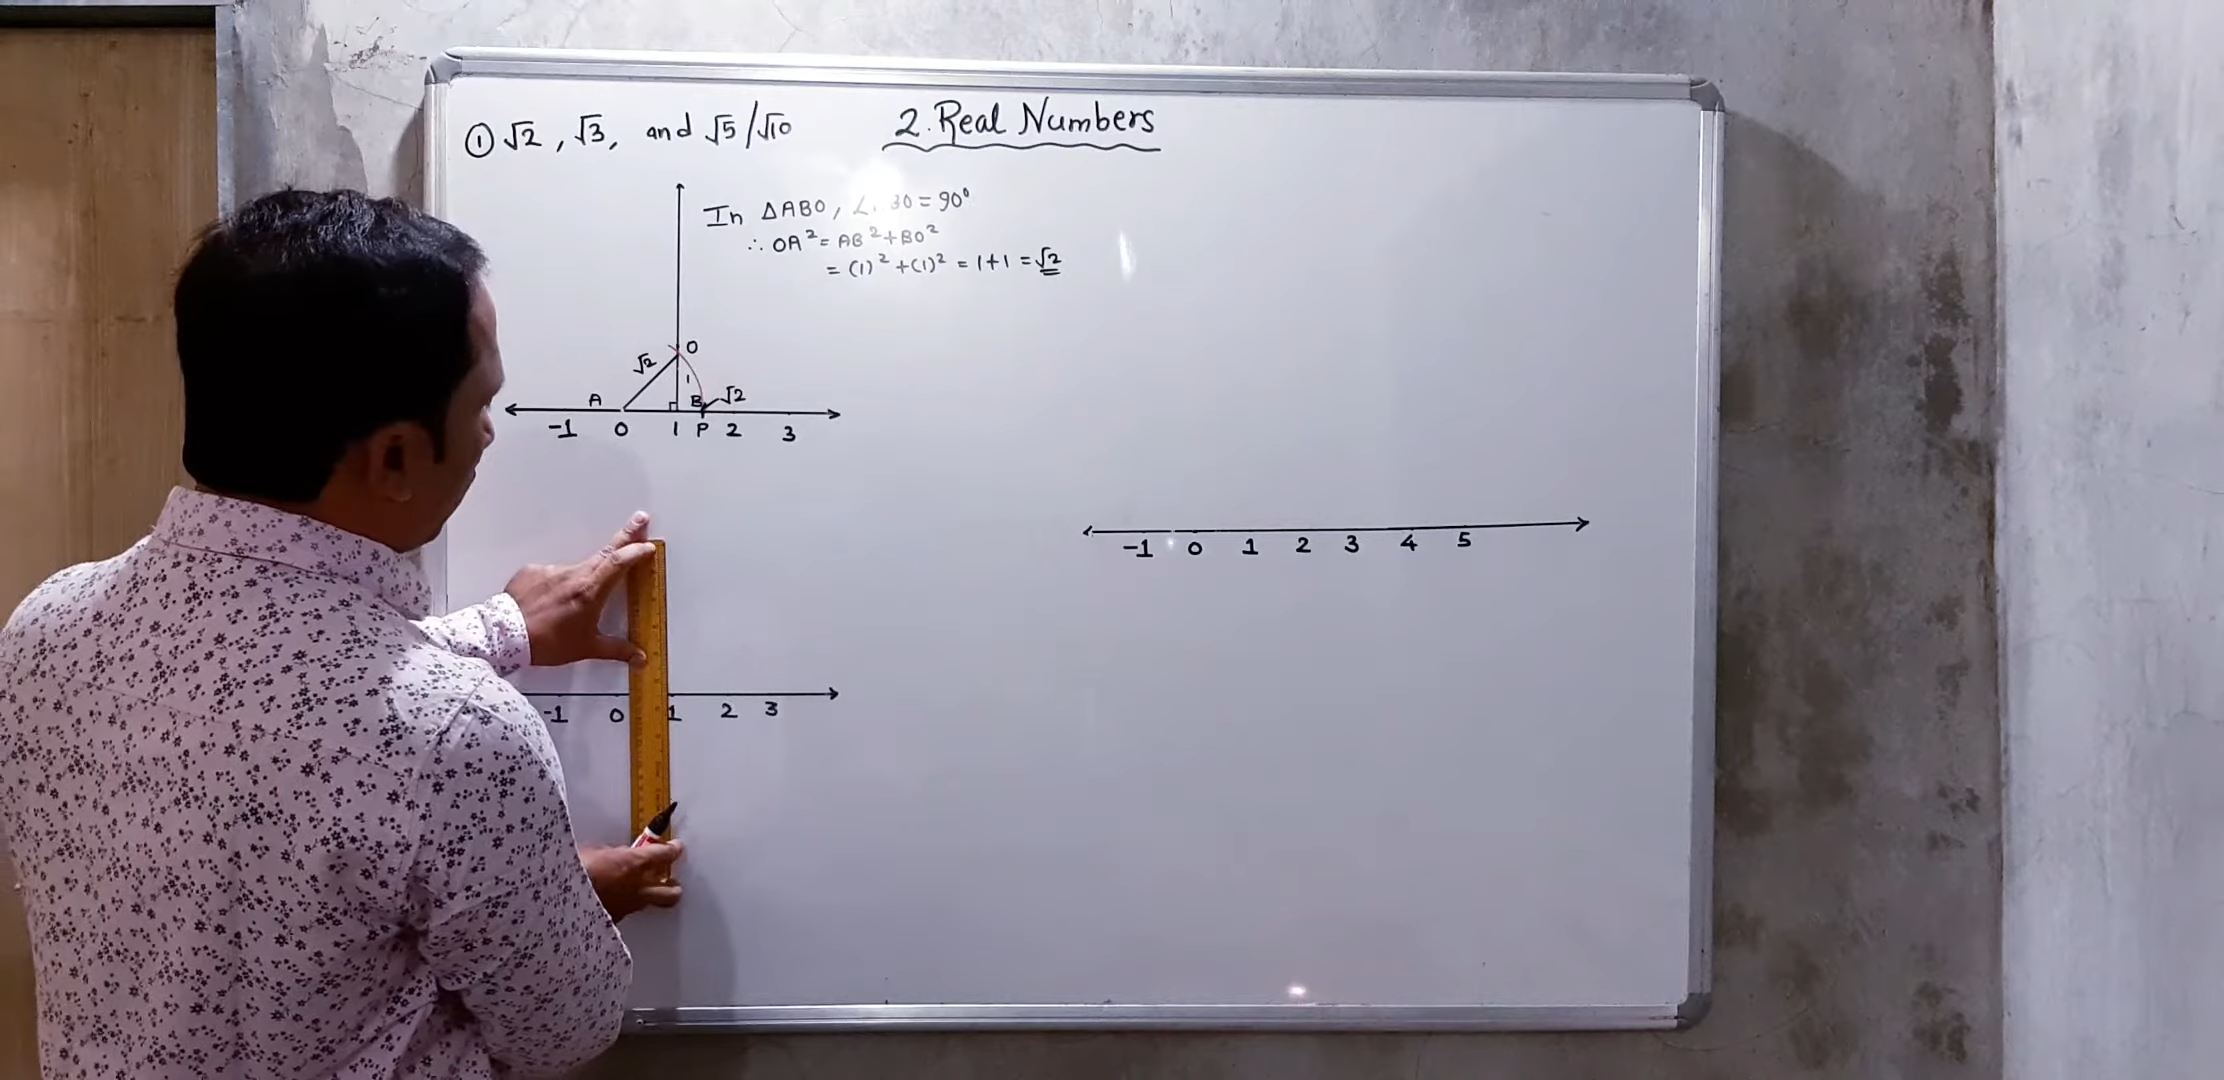 ① √2, √3, and √5/√10
2. Real Numbers
In ΔABO, ∠ BO = 90°
∴ OA² = AB² + BO²
= (1)² + (1)² = 1 + 1 = √2
√2 O
1
A B √2
-1 0 1 P 2 3
-1 0 1 2 3 4 5
-1 0 1 2 3